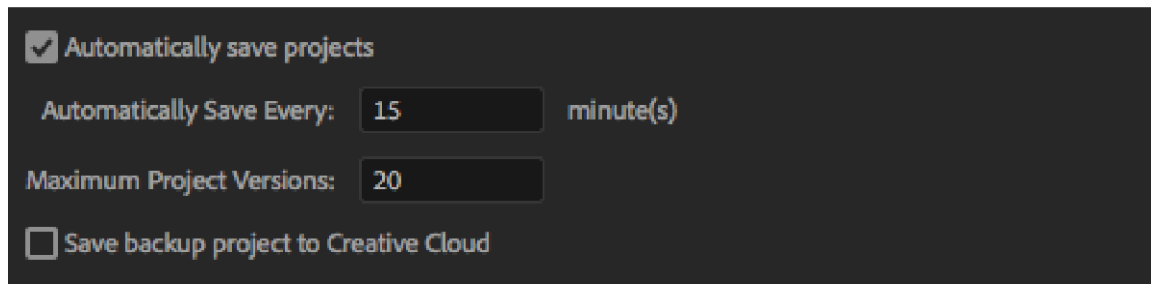 Automatically save projects
Automatically Save Every: 15 minute(s)
Maximum Project Versions: 20
Save backup project to Creative Cloud